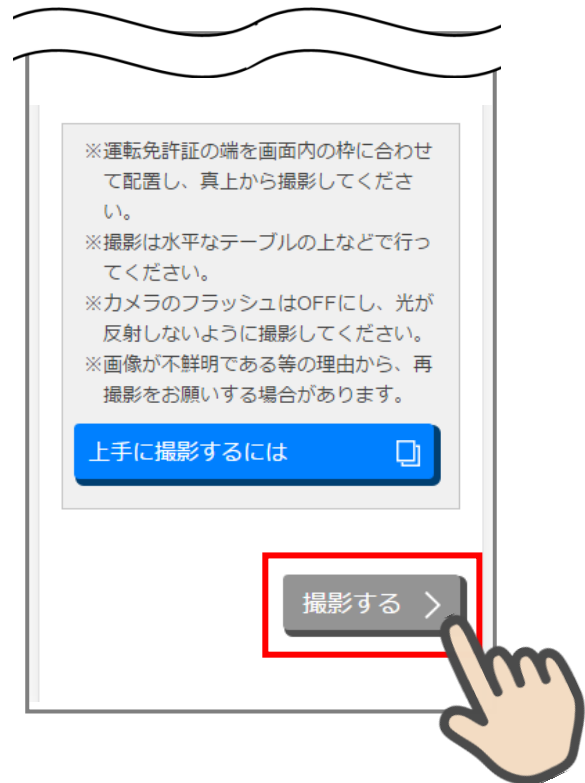 ※運転免許証の端を画面内の枠に合わせ
て配置し、真上から撮影してくださ
い。
※撮影は水平なテーブルの上などで行っ
てください。
※カメラのフラッシュはOFFにし、光が
反射しないように撮影してください。
※画像が不鮮明である等の理由から、再
撮影をお願いする場合があります。
上手に撮影するには
撮影する